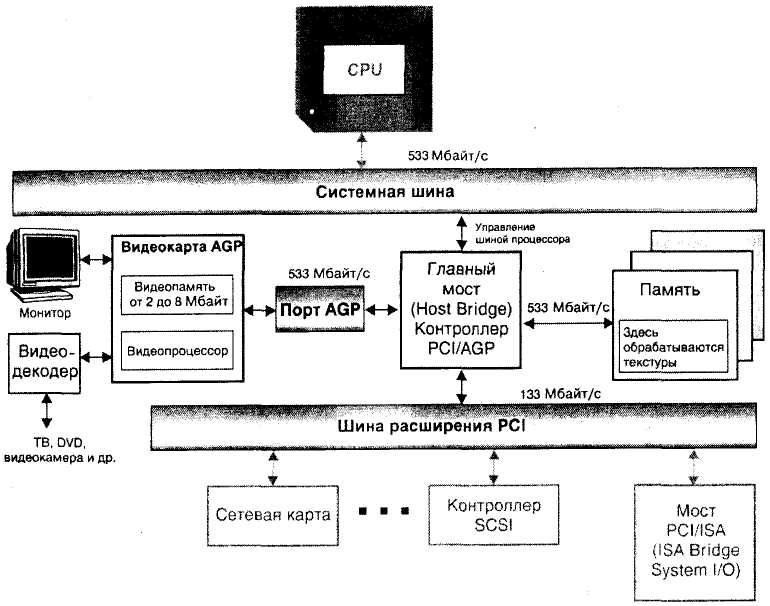 CPU
533 Мбайт/с
Системная шина
Управление
шиной процессора
Видеокарта AGP
Видеопамять
от 2 до 8 Мбайт
Видеопроцессор
Монитор
Видео-
декодер
ТВ, DVD,
видеокамера и др.
533 Мбайт/с
Порт AGP
Главный
мост
(Host Bridge)
Контроллер
PCI/AGP
533 Мбайт/с
Память
Здесь
обрабатываются
текстуры
133 Мбайт/с
Шина расширения PCI
Сетевая карта
Контроллер
SCSI
Мост
PCI/ISA
(ISA Bridge
System I/O)